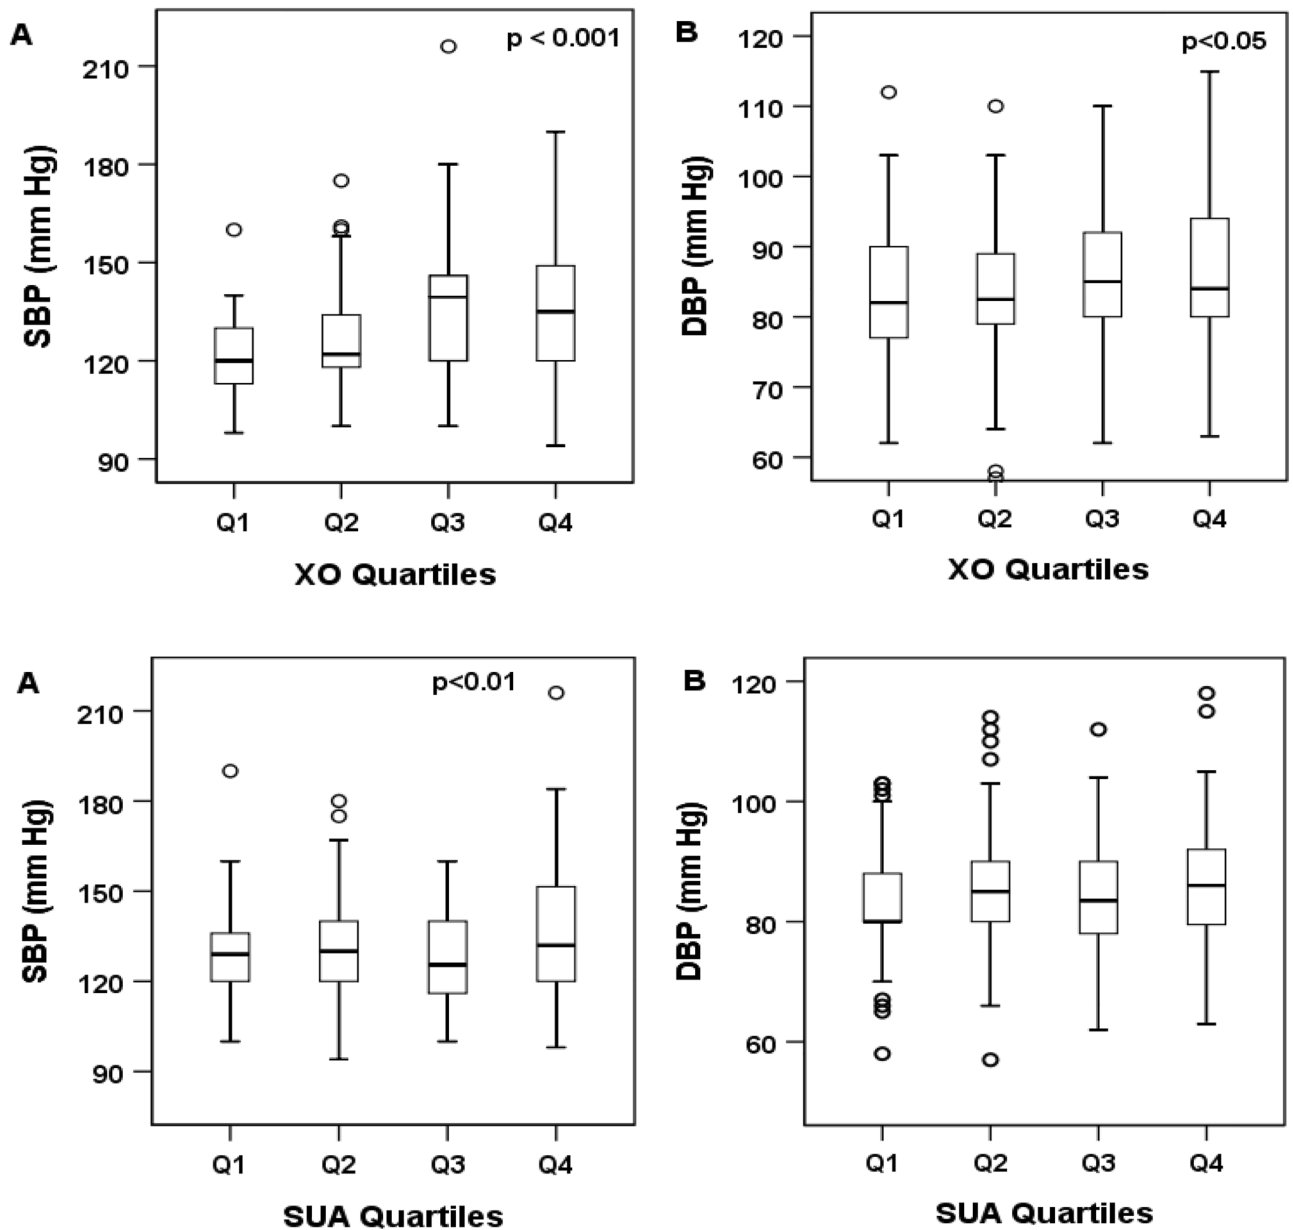 A
p < 0.001
210
180
150
120
90
SBP (mm Hg)
Q1 Q2 Q3 Q4
XO Quartiles
B
p<0.05
120
110
100
90
80
70
60
DBP (mm Hg)
Q1 Q2 Q3 Q4
XO Quartiles
A
p<0.01
210
180
150
120
90
SBP (mm Hg)
Q1 Q2 Q3 Q4
SUA Quartiles
B
120
100
80
60
DBP (mm Hg)
Q1 Q2 Q3 Q4
SUA Quartiles